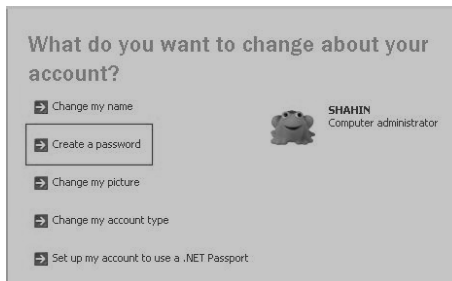 What do you want to change about your
account?
Change my name
SHAHIN
Computer administrator
Create a password
Change my picture
Change my account type
Set up my account to use a .NET Passport